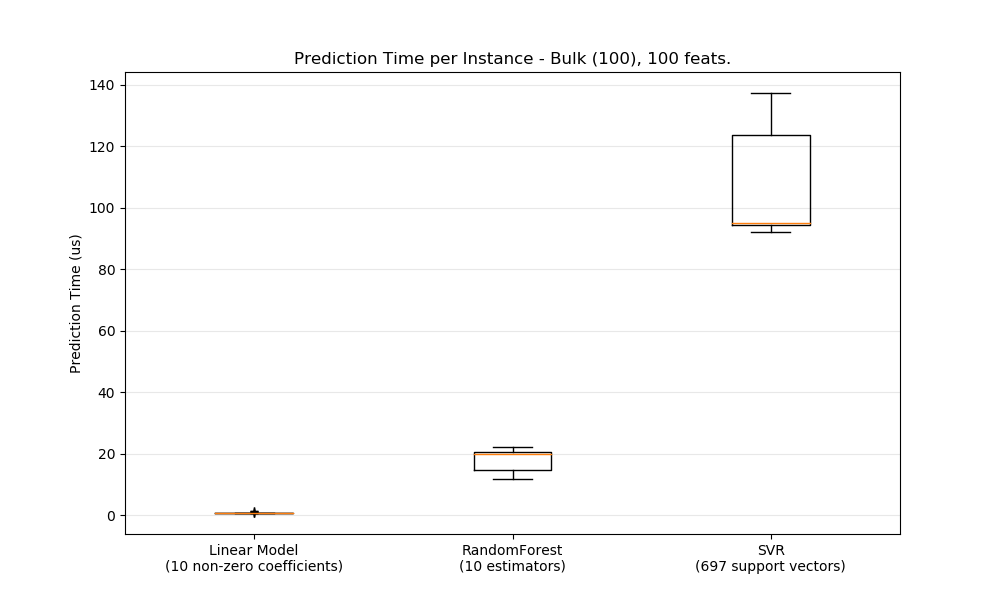 Prediction Time per Instance - Bulk (100), 100 feats.
Prediction Time (us)
140
120
100
80
60
40
20
0
Linear Model
(10 non-zero coefficients)
RandomForest
(10 estimators)
SVR
(697 support vectors)